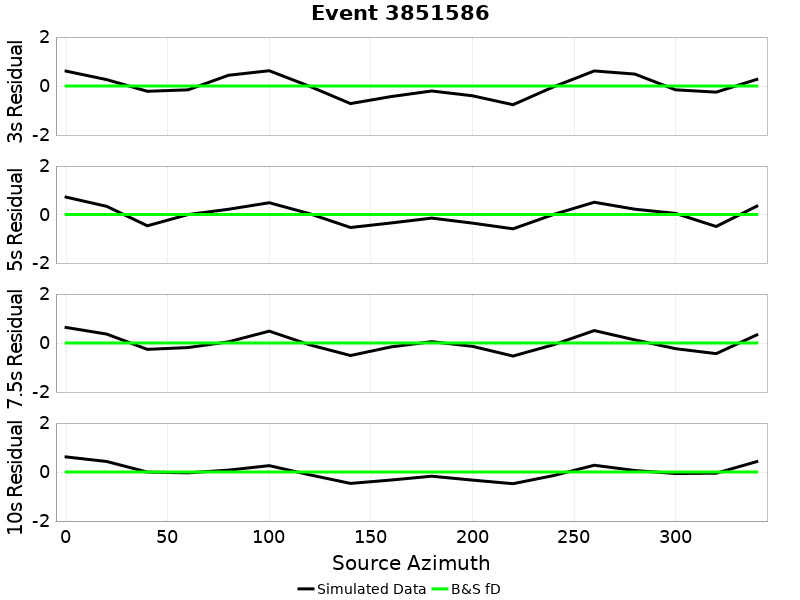 Event 3851586
3s Residual
2
0
-2
5s Residual
2
0
-2
7.5s Residual
2
0
-2
10s Residual
2
0
-2
0 50 100 150 200 250 300
Source Azimuth
Simulated Data B&S fD